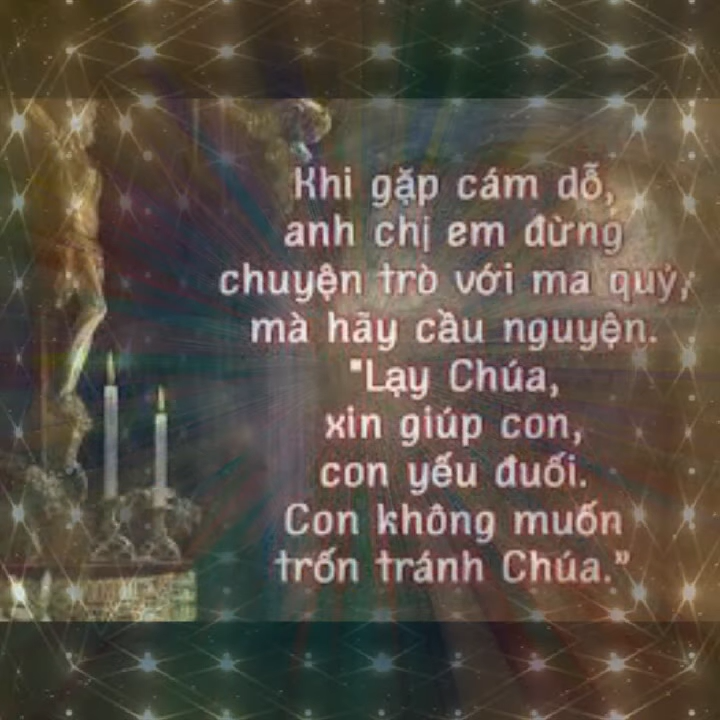 Khi gặp cám dỗ,
anh chị em đừng
chuyện trò với ma quỷ,
mà hãy cầu nguyện.
"Lạy Chúa,
xin giúp con,
con yếu đuối.
Con không muốn
trốn tránh Chúa."